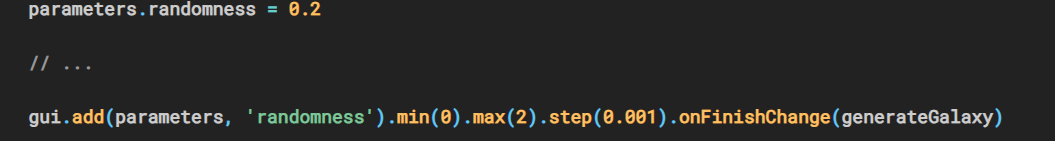 parameters.randomness = 0.2
// ...
gui.add(parameters, 'randomness').min(0).max(2).step(0.001).onFinishChange(generateGalaxy)